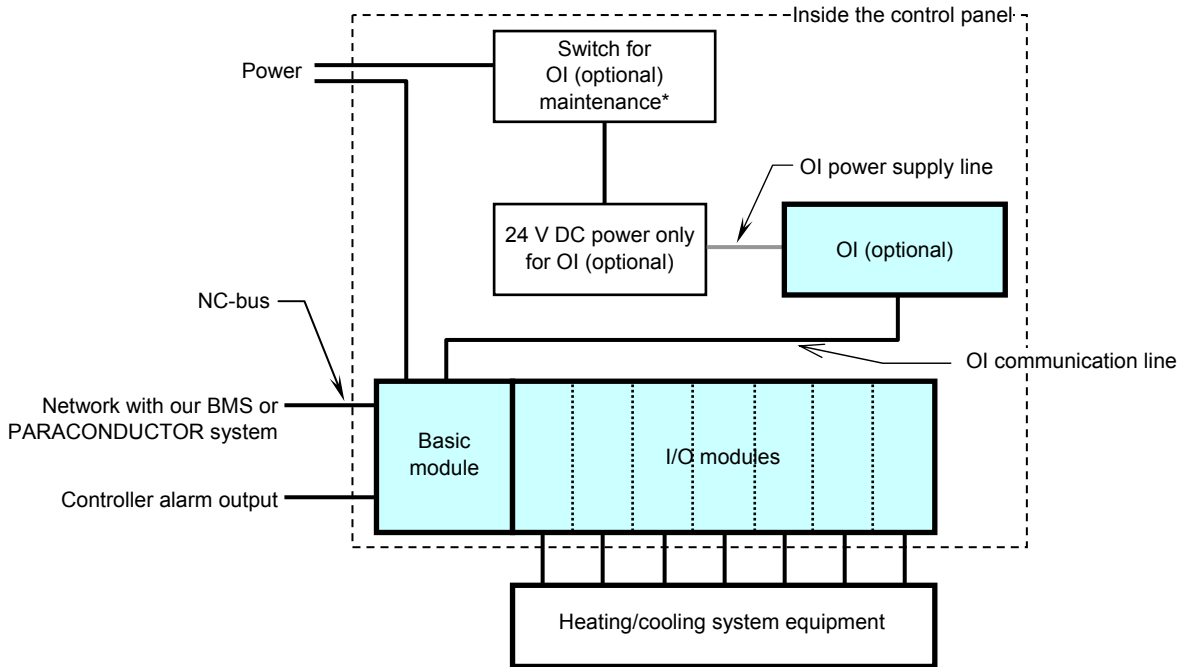 Inside the control panel
Switch for
OI (optional)
maintenance*
Power
OI power supply line
24 V DC power only
for OI (optional)
OI (optional)
NC-bus
OI communication line
Network with our BMS or
PARACONDUCTOR system
Basic
module
I/O modules
Controller alarm output
Heating/cooling system equipment